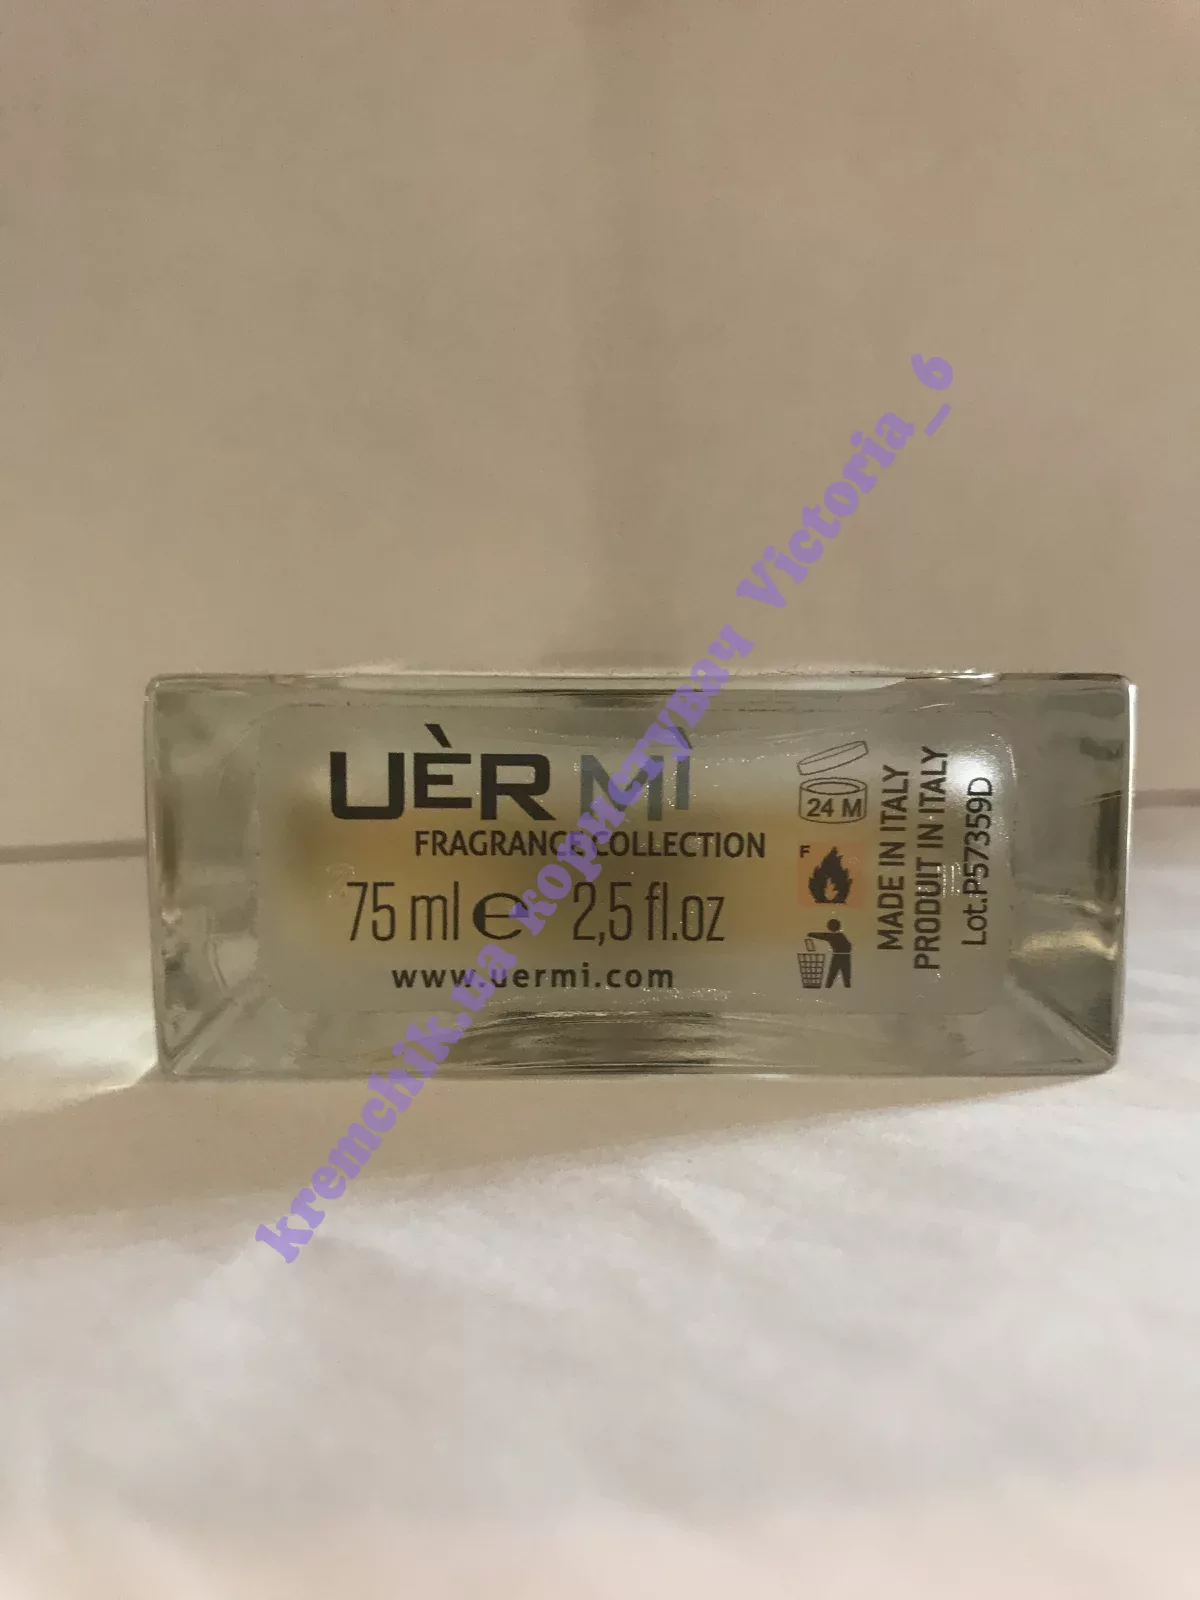 UÈR MÌ
FRAGRANCE COLLECTION
75 ml e 2,5 fl.oz
www.uermi.com
24 M
F
MADE IN ITALY
PRODUIT IN ITALY
Lot.P57359D
kremchik.ua користувач Victoria_6